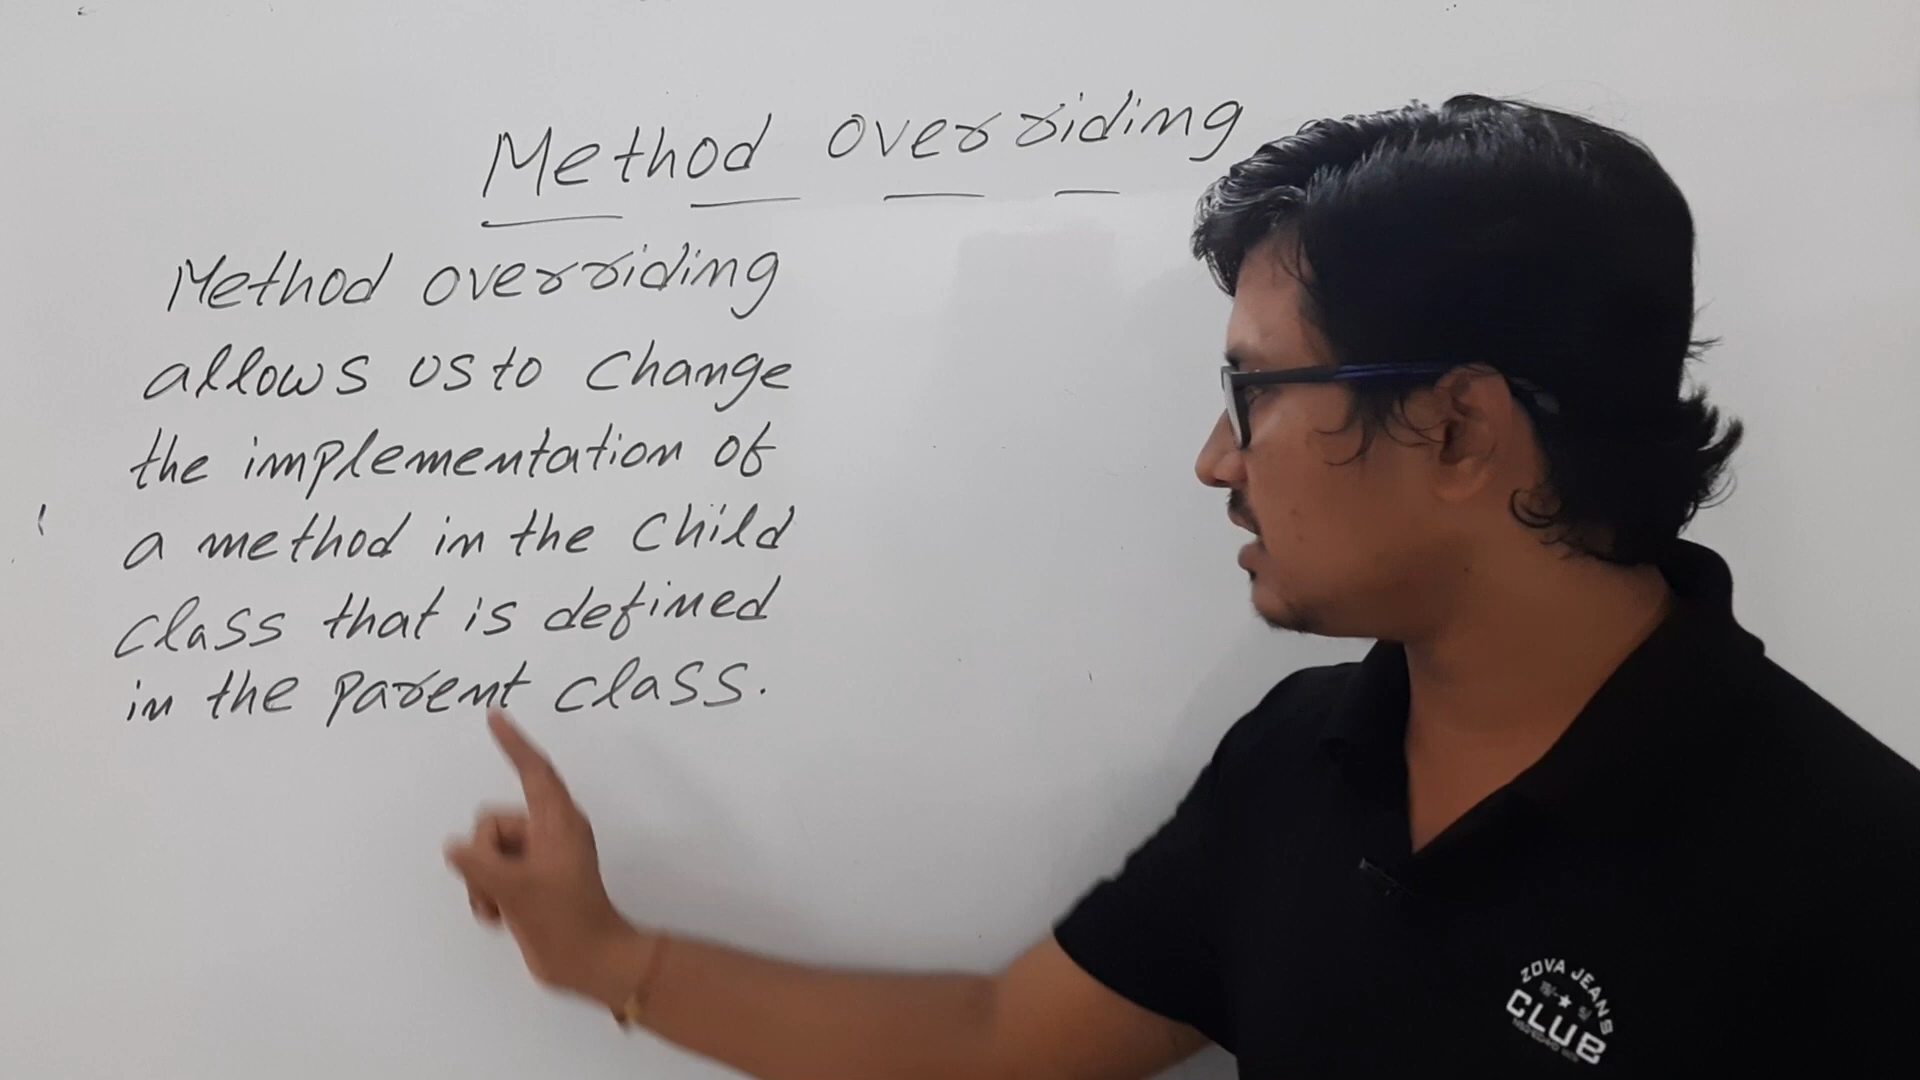 Method overriding
Method overriding
allows us to change
the implementation of
a method in the child
class that is defined
in the parent class.
ZOVA JEANS
CLUB